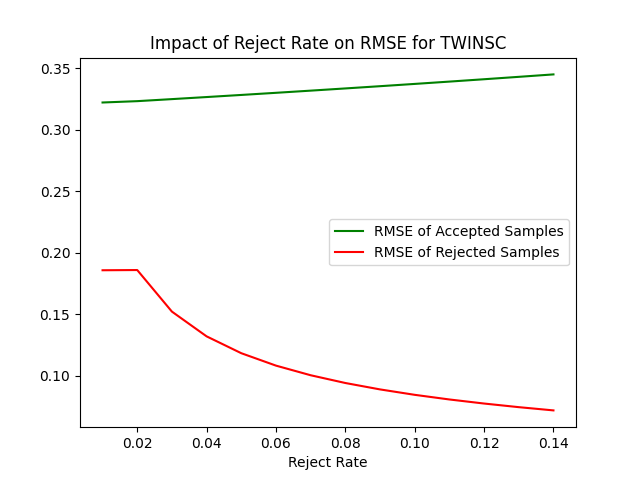 Impact of Reject Rate on RMSE for TWINSC
0.35
0.30
0.25
0.20
0.15
0.10
RMSE of Accepted Samples
RMSE of Rejected Samples
0.02 0.04 0.06 0.08 0.10 0.12 0.14
Reject Rate